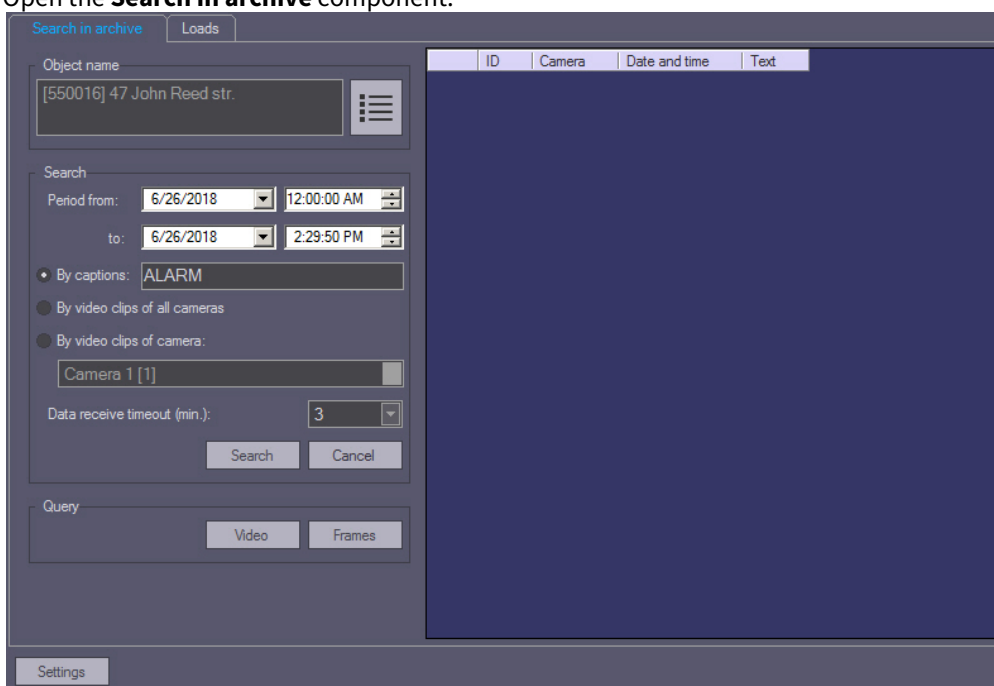 Open the Search in archive component.
Search in archive Loads
Object name
[550016] 47 John Reed str.
ID Camera Date and time Text
Search
Period from: 6/26/2018 12:00:00 AM
to: 6/26/2018 2:29:50 PM
By captions: ALARM
By video clips of all cameras
By video clips of camera:
Camera 1 [1]
Data receive timeout (min.): 3
Search Cancel
Query
Video Frames
Settings